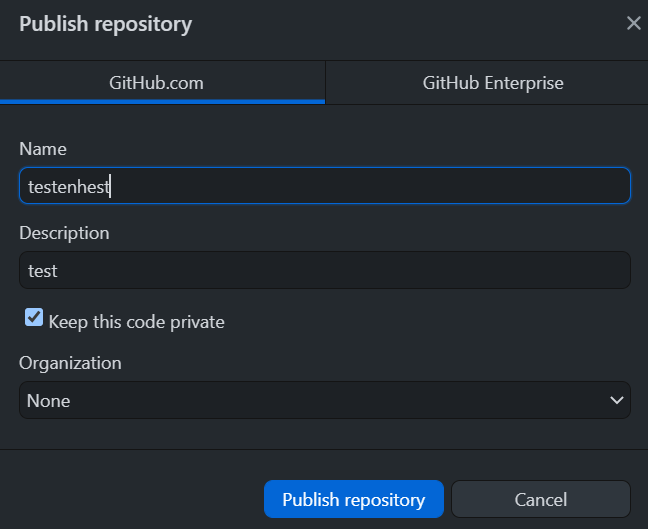 Publish repository
GitHub.com
GitHub Enterprise
Name
testenhest
Description
test
Keep this code private
Organization
None
Publish repository
Cancel